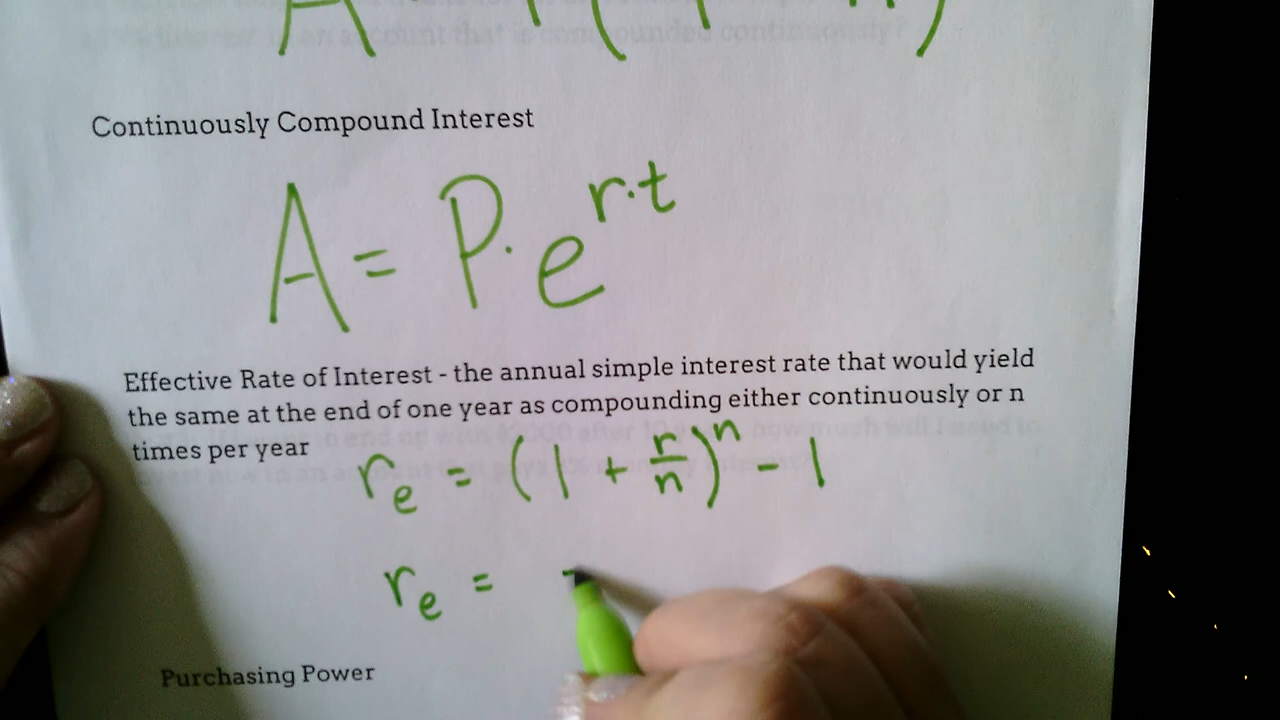 Continuously Compound Interest
A = P · e^{r·t}
Effective Rate of Interest - the annual simple interest rate that would yield
the same at the end of one year as compounding either continuously or n
times per year
r_e = (1 + r/n)^n - 1
r_e =
Purchasing Power